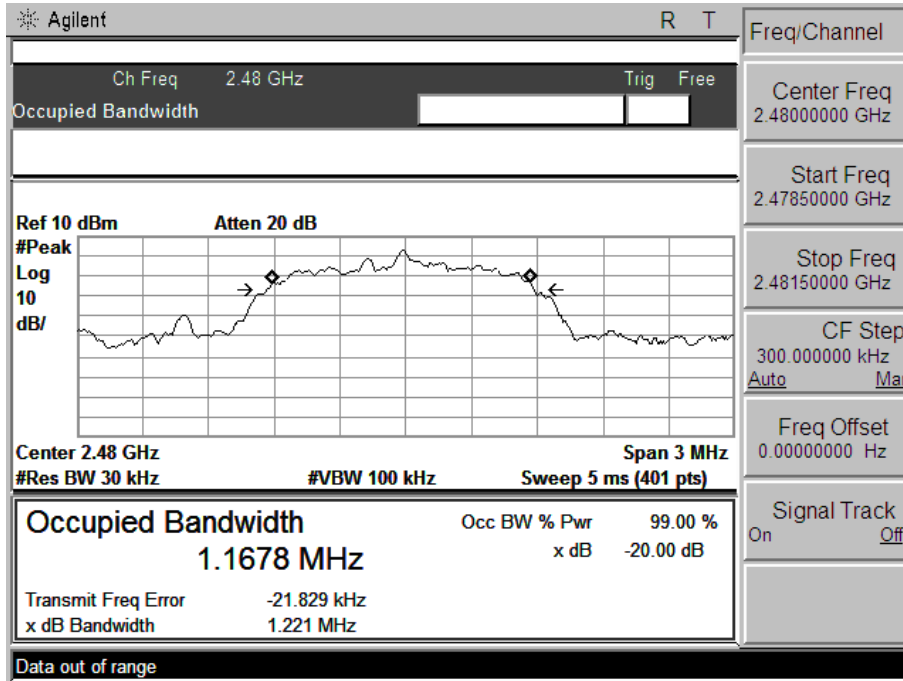 Agilent R T
Ch Freq 2.48 GHz Trig Free
Occupied Bandwidth
Ref 10 dBm Atten 20 dB
#Peak
Log
10
dB/
Center 2.48 GHz Span 3 MHz
#Res BW 30 kHz #VBW 100 kHz Sweep 5 ms (401 pts)
Occupied Bandwidth
1.1678 MHz
Occ BW % Pwr 99.00 %
x dB -20.00 dB
Transmit Freq Error -21.829 kHz
x dB Bandwidth 1.221 MHz
Data out of range
Freq/Channel
Center Freq
2.48000000 GHz
Start Freq
2.47850000 GHz
Stop Freq
2.48150000 GHz
CF Step
300.000000 kHz
Auto Ma
Freq Offset
0.00000000 Hz
Signal Track
On Off